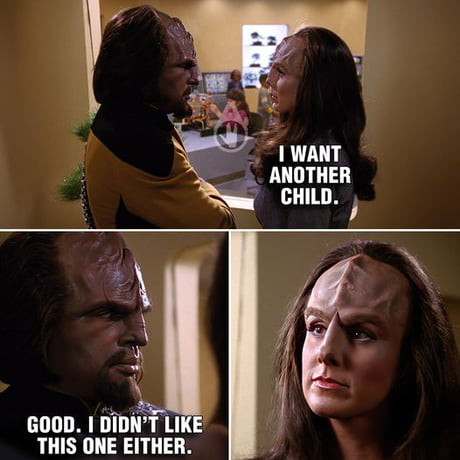 I WANT
ANOTHER
CHILD.
GOOD. I DIDN'T LIKE
THIS ONE EITHER.